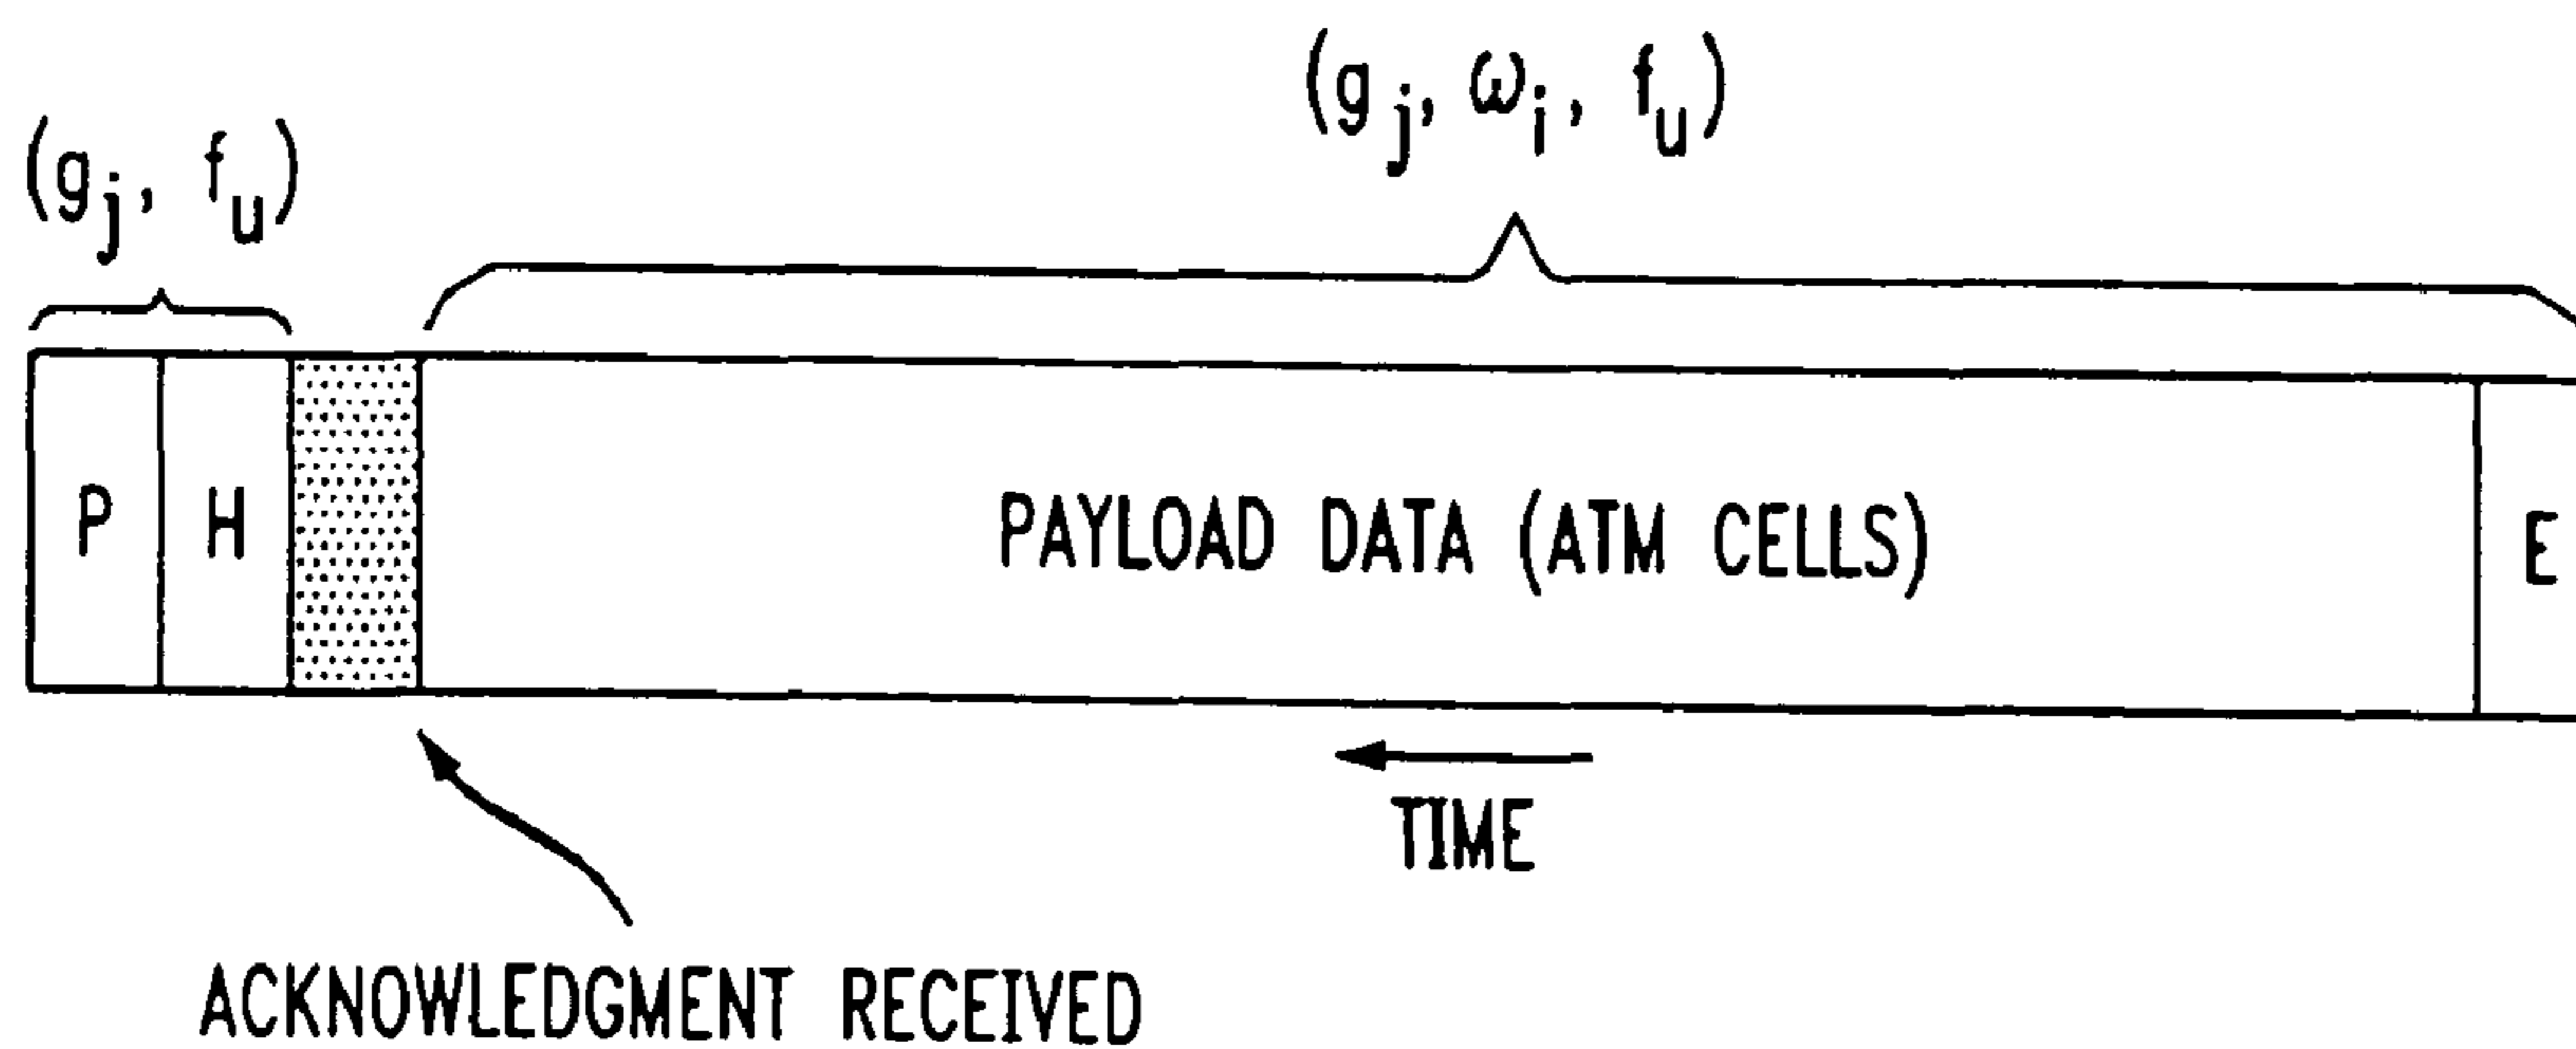 (g_j, f_u)
(g_j, ω_i, f_u)
P H PAYLOAD DATA (ATM CELLS) E
TIME
ACKNOWLEDGMENT RECEIVED